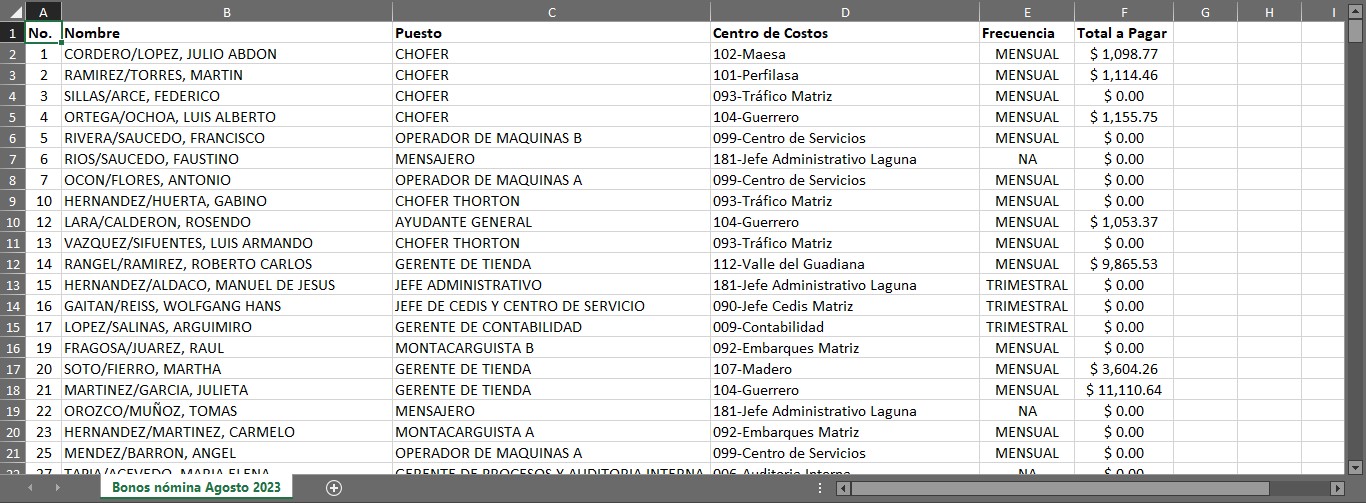 A B C D E F G H I
1 No. Nombre Puesto Centro de Costos Frecuencia Total a Pagar
2 1 CORDERO/LOPEZ, JULIO ABDON CHOFER 102-Maesa MENSUAL $ 1,098.77
3 2 RAMIREZ/TORRES, MARTIN CHOFER 101-Perfilasa MENSUAL $ 1,114.46
4 3 SILLAS/ARCE, FEDERICO CHOFER 093-Tráfico Matriz MENSUAL $ 0.00
5 4 ORTEGA/OCHOA, LUIS ALBERTO CHOFER 104-Guerrero MENSUAL $ 1,155.75
6 5 RIVERA/SAUCEDO, FRANCISCO OPERADOR DE MAQUINAS B 099-Centro de Servicios MENSUAL $ 0.00
7 6 RIOS/SAUCEDO, FAUSTINO MENSAJERO 181-Jefe Administrativo Laguna NA $ 0.00
8 7 OCON/FLORES, ANTONIO OPERADOR DE MAQUINAS A 099-Centro de Servicios MENSUAL $ 0.00
9 10 HERNANDEZ/HUERTA, GABINO CHOFER THORTON 093-Tráfico Matriz MENSUAL $ 0.00
10 12 LARA/CALDERON, ROSENDO AYUDANTE GENERAL 104-Guerrero MENSUAL $ 1,053.37
11 13 VAZQUEZ/SIFUENTES, LUIS ARMANDO CHOFER THORTON 093-Tráfico Matriz MENSUAL $ 0.00
12 14 RANGEL/RAMIREZ, ROBERTO CARLOS GERENTE DE TIENDA 112-Valle del Guadiana MENSUAL $ 9,865.53
13 15 HERNANDEZ/ALDACO, MANUEL DE JESUS JEFE ADMINISTRATIVO 181-Jefe Administrativo Laguna TRIMESTRAL $ 0.00
14 16 GAITAN/REISS, WOLFGANG HANS JEFE DE CEDIS Y CENTRO DE SERVICIO 090-Jefe Cedis Matriz TRIMESTRAL $ 0.00
15 17 LOPEZ/SALINAS, ARGUIMIRO GERENTE DE CONTABILIDAD 009-Contabilidad TRIMESTRAL $ 0.00
16 19 FRAGOSA/JUAREZ, RAUL MONTACARGUISTA B 092-Embarques Matriz MENSUAL $ 0.00
17 20 SOTO/FIERRO, MARTHA GERENTE DE TIENDA 107-Madero MENSUAL $ 3,604.26
18 21 MARTINEZ/GARCIA, JULIETA GERENTE DE TIENDA 104-Guerrero MENSUAL $ 11,110.64
19 22 OROZCO/MUÑOZ, TOMAS MENSAJERO 181-Jefe Administrativo Laguna NA $ 0.00
20 23 HERNANDEZ/MARTINEZ, CARMELO MONTACARGUISTA A 092-Embarques Matriz MENSUAL $ 0.00
21 25 MENDEZ/BARRON, ANGEL OPERADOR DE MAQUINAS A 099-Centro de Servicios MENSUAL $ 0.00
22 27 TAPIA/ACEVEDO, MARIA ELENA GERENTE DE PROCESOS Y AUDITORIA INTERNA 006-Auditoria Interna NA $ 0.00
Bonos nómina Agosto 2023